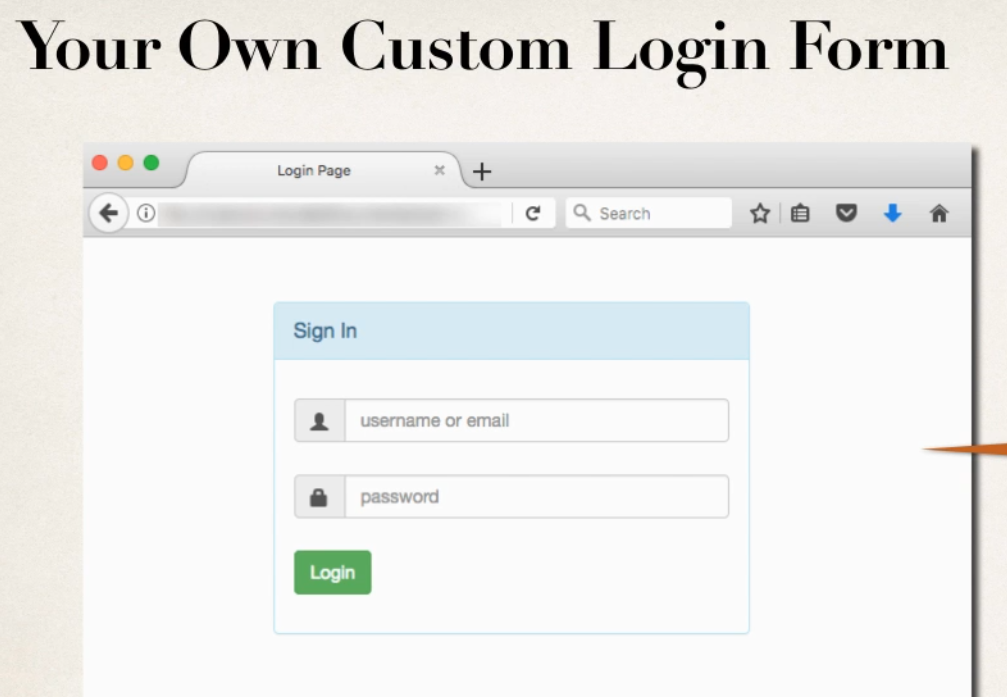 Your Own Custom Login Form
Login Page
Search
Sign In
username or email
password
Login